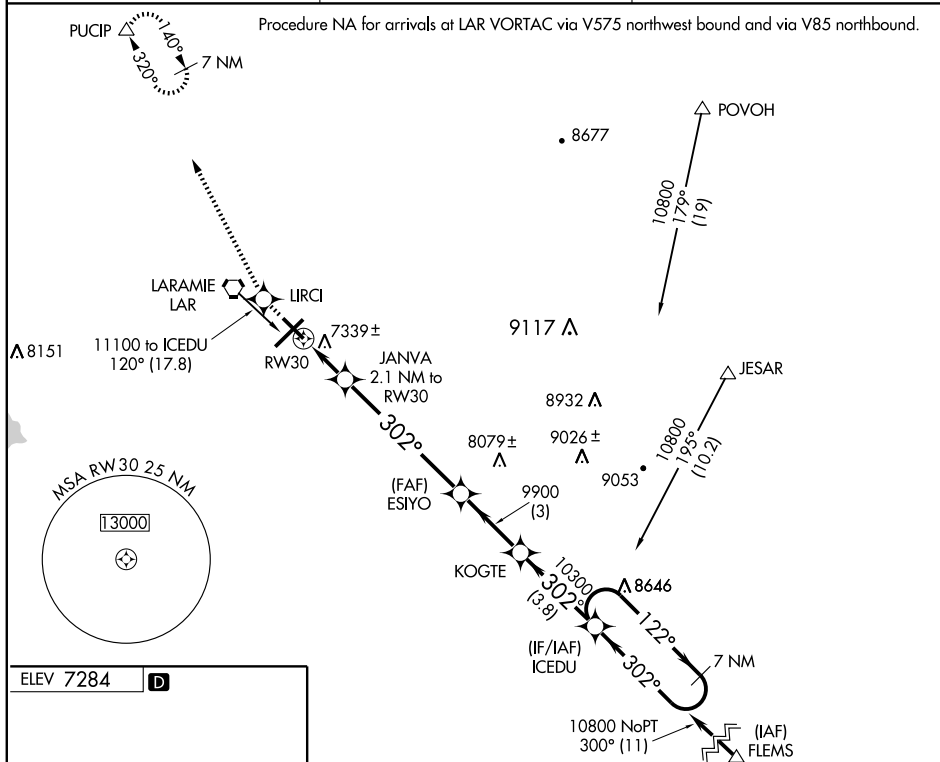 Procedure NA for arrivals at LAR VORTAC via V575 northwest bound and via V85 northbound.
PUCIP
140°
320°
7 NM
POVOH
8677
10800
179°
(19)
LARAMIE
LAR
LIRCI
8151
11100 to ICEDU
120° (17.8)
RW30
7339±
9117
JANVA
2.1 NM to
RW30
JESAR
8932
302°
8079±
9026±
9053
10800
195°
(10.2)
MSA RW30 25 NM
13000
(FAF)
ESIYO
9900
(3)
KOGTE
10300
302°
(3.8)
8646
122°
(IF/IAF)
ICEDU
302°
7 NM
ELEV 7284
D
10800 NoPT
300° (11)
(IAF)
FLEMS